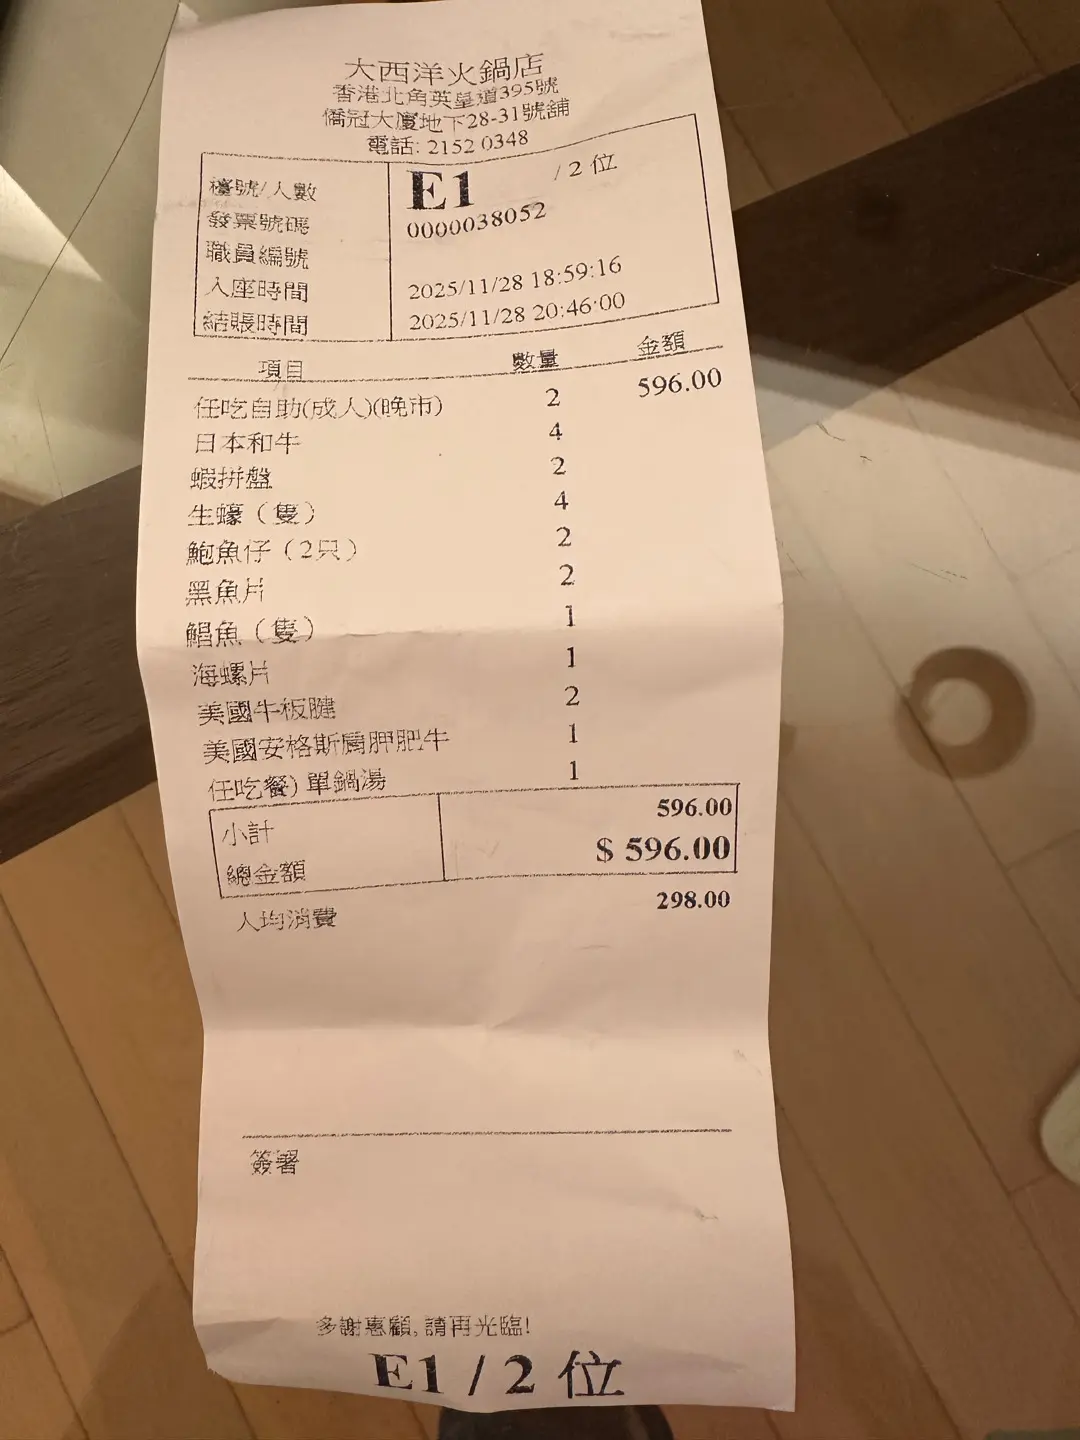 大西洋火鍋店
香港北角英皇道395號
僑冠大廈地下28-31號舖
電話: 2152 0348
檯號/人數 E1 / 2 位
發票號碼 0000038052
職員編號
入座時間 2025/11/28 18:59:16
結賬時間 2025/11/28 20:46:00
項目 數量 金額
任吃自助(成人)(晚市) 2 596.00
日本和牛 4
蝦拼盤 2
生蠔（隻） 4
鮑魚仔（2只） 2
黑魚片 2
鯧魚（隻） 1
海螺片 1
美國牛板腱 2
美國安格斯肩胛肥牛 1
任吃餐) 單鍋湯 1
小計 596.00
總金額 $ 596.00
人均消費 298.00
簽署
多謝惠顧, 請再光臨!
E1 / 2 位